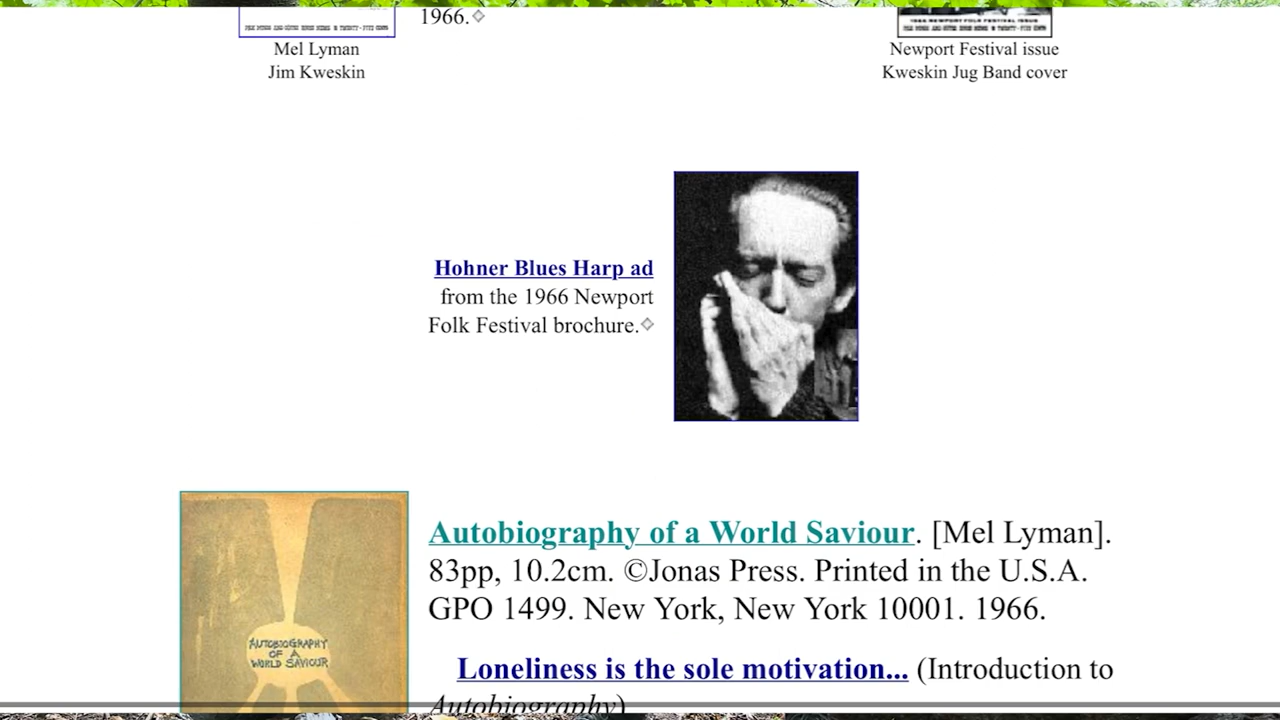 1966.
Mel Lyman
Jim Kweskin
Newport Festival issue
Kweskin Jug Band cover
Hohner Blues Harp ad
from the 1966 Newport
Folk Festival brochure.
AUTOBIOGRAPHY
OF A
WORLD SAVIOUR
Autobiography of a World Saviour. [Mel Lyman].
83pp, 10.2cm. ©Jonas Press. Printed in the U.S.A.
GPO 1499. New York, New York 10001. 1966.
Loneliness is the sole motivation... (Introduction to
Autobiography)